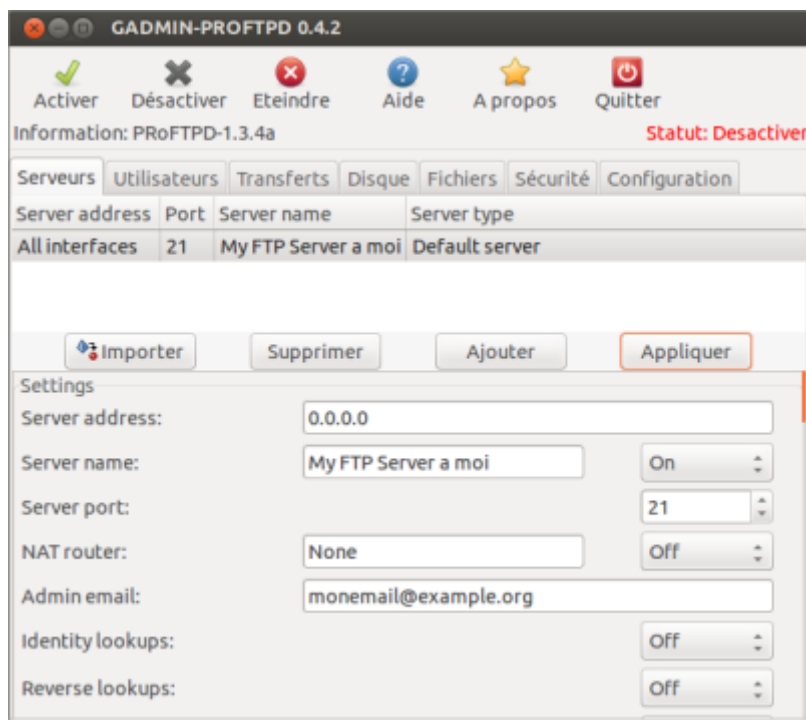 GADMIN-PROFTPD 0.4.2
Activer Désactiver Eteindre Aide A propos Quitter
Information: PRoFTPD-1.3.4a Statut: Desactiver
Serveurs Utilisateurs Transferts Disque Fichiers Sécurité Configuration
Server address Port Server name Server type
All interfaces 21 My FTP Server a moi Default server
Importer Supprimer Ajouter Appliquer
Settings
Server address: 0.0.0.0
Server name: My FTP Server a moi On
Server port: 21
NAT router: None Off
Admin email: monemail@example.org
Identity lookups: Off
Reverse lookups: Off